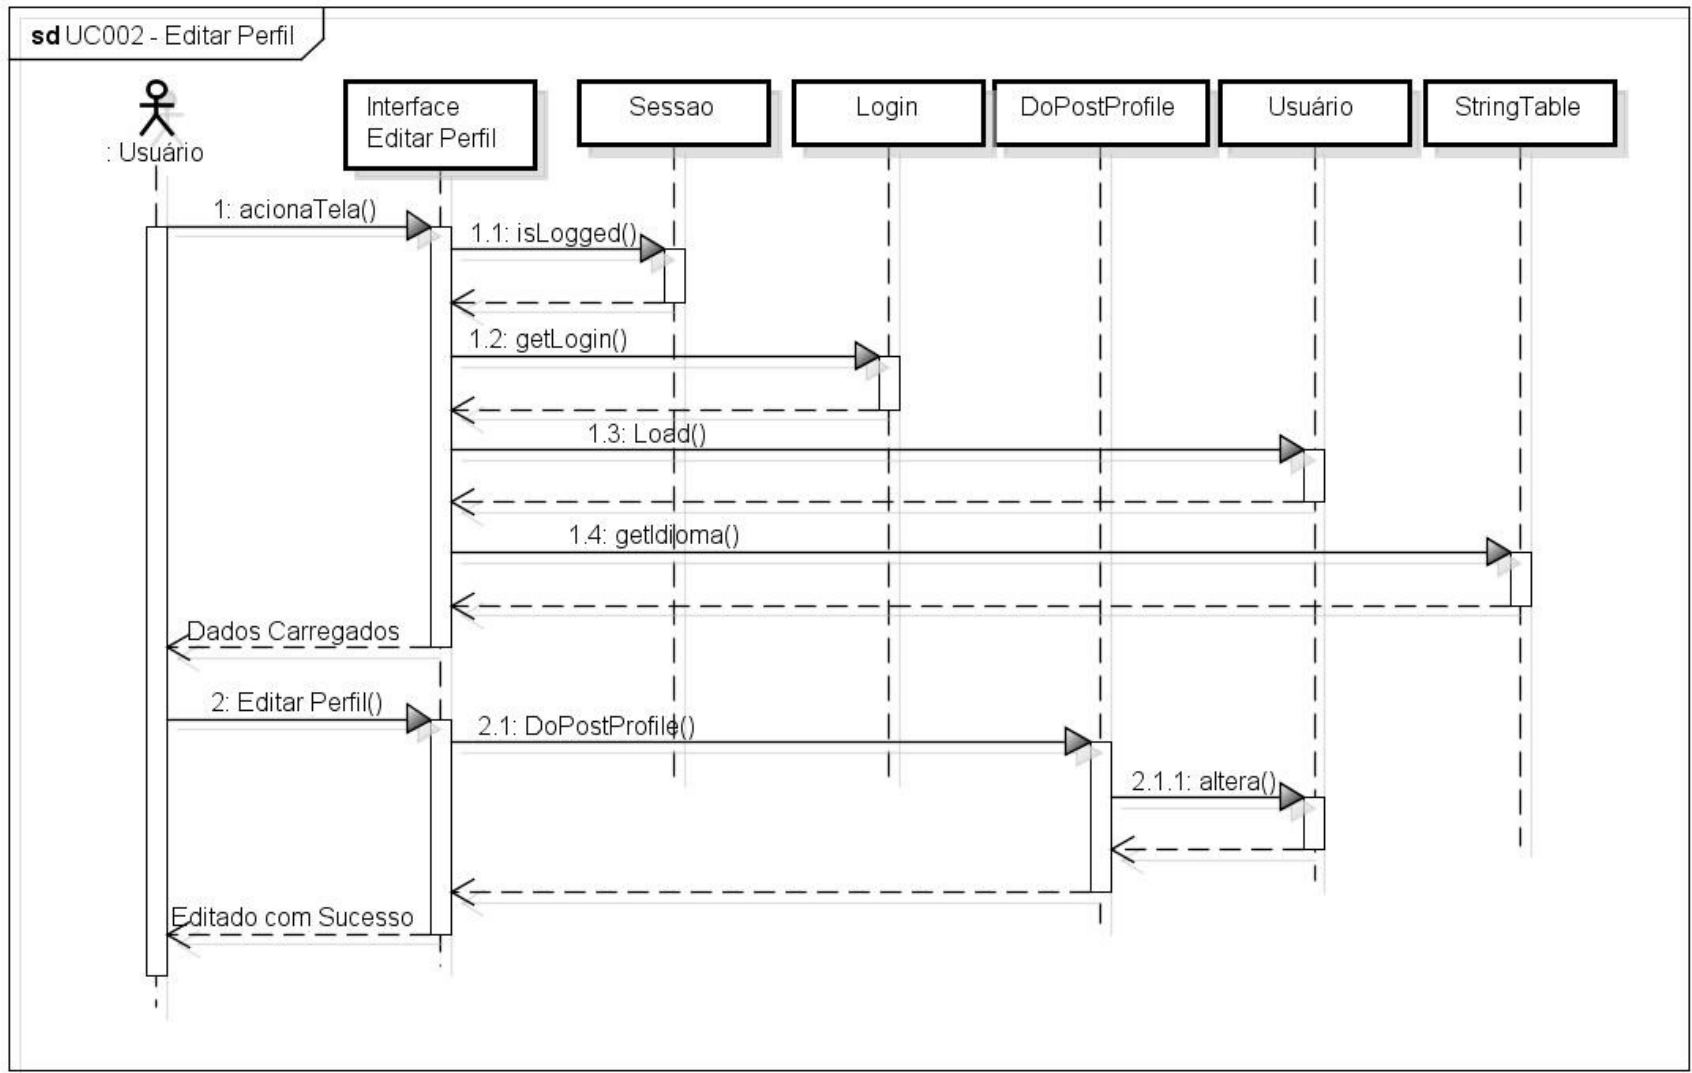 sd UC002 - Editar Perfil
: Usuário
Interface
Editar Perfil
Sessao
Login
DoPostProfile
Usuário
StringTable
1: acionaTela()
1.1: isLogged()
1.2: getLogin()
1.3: Load()
1.4: getIdioma()
Dados Carregados
2: Editar Perfil()
2.1: DoPostProfile()
2.1.1: altera()
Editado com Sucesso